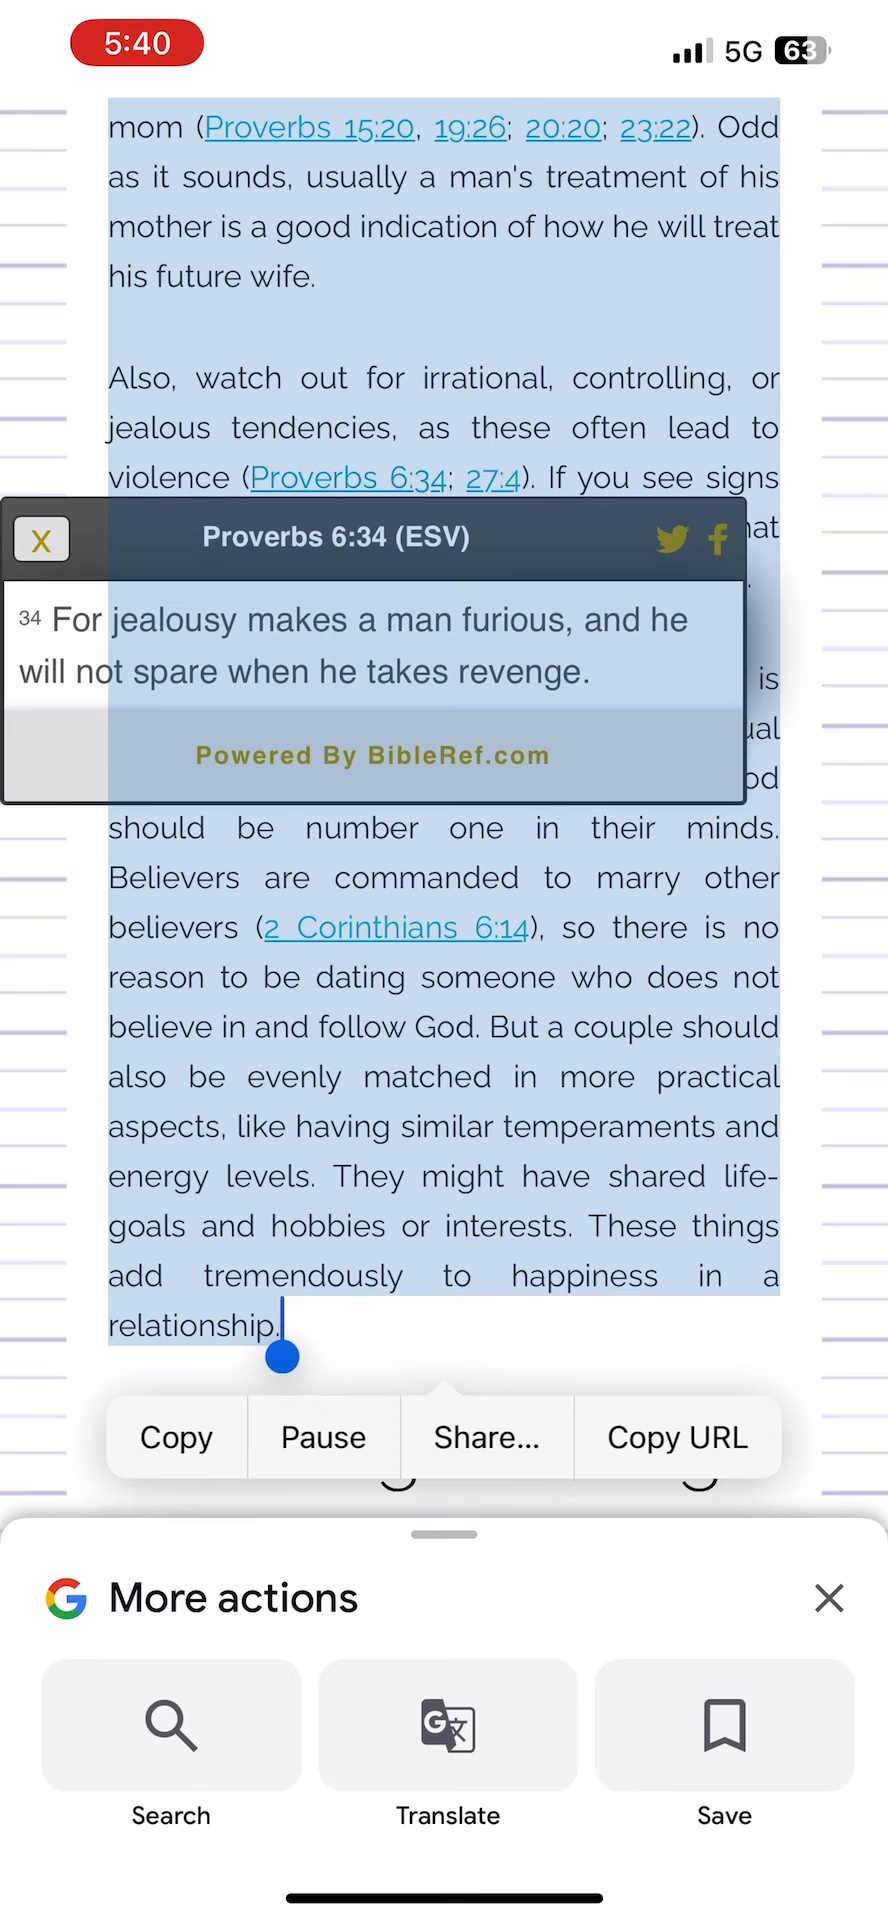 5:40
5G 63
mom (Proverbs 15:20, 19:26; 20:20; 23:22). Odd
as it sounds, usually a man's treatment of his
mother is a good indication of how he will treat
his future wife.
Also, watch out for irrational, controlling, or
jealous tendencies, as these often lead to
violence (Proverbs 6:34; 27:4). If you see signs
X
Proverbs 6:34 (ESV)
34 For jealousy makes a man furious, and he
will not spare when he takes revenge.
is
Powered By BibleRef.com
should be number one in their minds.
Believers are commanded to marry other
believers (2 Corinthians 6:14), so there is no
reason to be dating someone who does not
believe in and follow God. But a couple should
also be evenly matched in more practical
aspects, like having similar temperaments and
energy levels. They might have shared life-
goals and hobbies or interests. These things
add tremendously to happiness in a
relationship.
Copy Pause Share... Copy URL
More actions
Search Translate Save